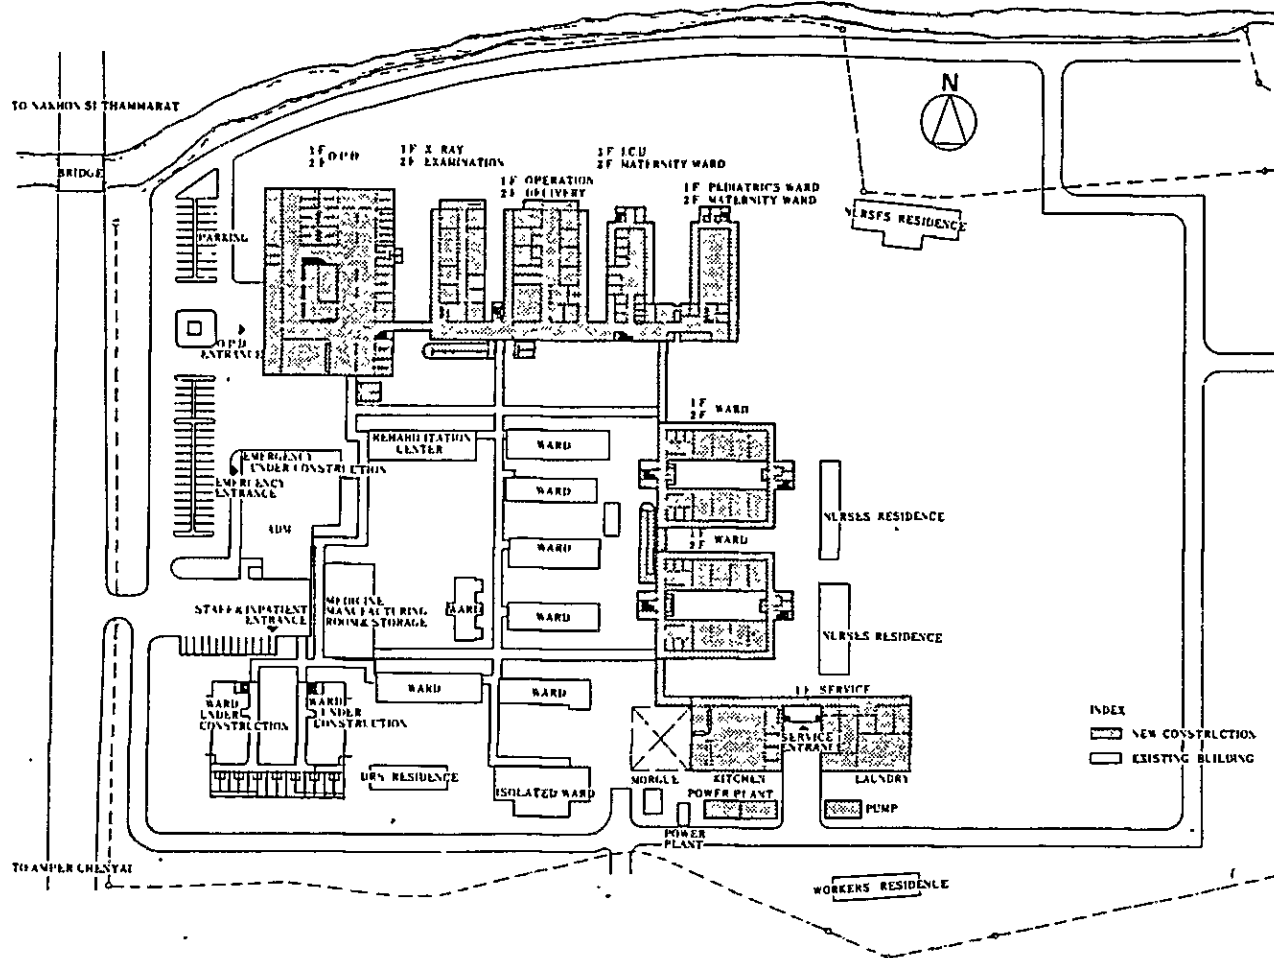 N
TO NAKHON SI THAMMARAT
BRIDGE
1F
2F O.P.D
1F X RAY
2F EXAMINATION
1F OPERATION
2F DELIVERY
1F I.C.U
2F MATERNITY WARD
1F PEDIATRICS WARD
2F MATERNITY WARD
NURSES RESIDENCE
PARKING
O.P.D
ENTRANCE
1F
2F WARD
REHABILITATION
CENTER
WARD
EMERGENCY
UNDER CONSTRUCTION
EMERGENCY
ENTRANCE
WARD
NURSES RESIDENCE
ADM
1F
2F WARD
WARD
MEDICINE
MANUFACTURING
ROOM & STORAGE
WARD
WARD
STAFF & INPATIENT
ENTRANCE
NURSES RESIDENCE
WARD
WARD
1F SERVICE
WARD
UNDER
CONSTRUCTION
WARD
UNDER
CONSTRUCTION
SERVICE
ENTRANCE
INDEX
NEW CONSTRUCTION
EXISTING BUILDING
DRS RESIDENCE
ISOLATED WARD
MORGUE
KITCHEN
LAUNDRY
POWER PLANT
PUMP
POWER
PLANT
TO AMPER CHENYAI
WORKERS RESIDENCE